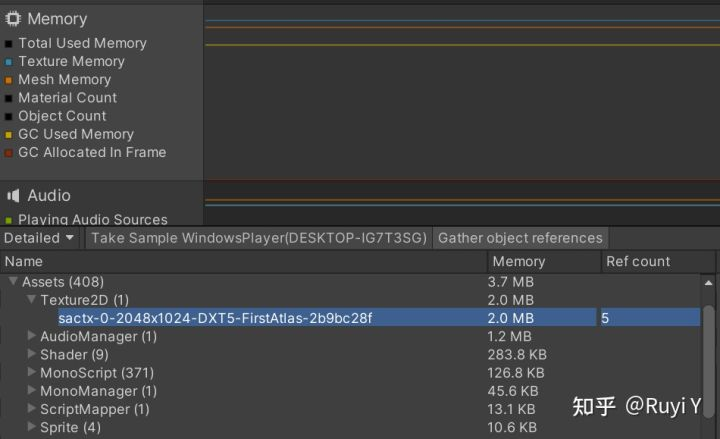 Memory
Total Used Memory
Texture Memory
Mesh Memory
Material Count
Object Count
GC Used Memory
GC Allocated In Frame
Audio
Playing Audio Sources
Detailed Take Sample WindowsPlayer(DESKTOP-IG7T3SG) Gather object references
Name Memory Ref count
Assets (408) 3.7 MB
Texture2D (1) 2.0 MB
sactx-0-2048x1024-DXT5-FirstAtlas-2b9bc28f 2.0 MB 5
AudioManager (1) 1.2 MB
Shader (9) 283.8 KB
MonoScript (371) 126.8 KB
MonoManager (1) 45.6 KB
ScriptMapper (1) 13.1 KB
Sprite (4) 10.6 KB
知乎 @Ruyi Y